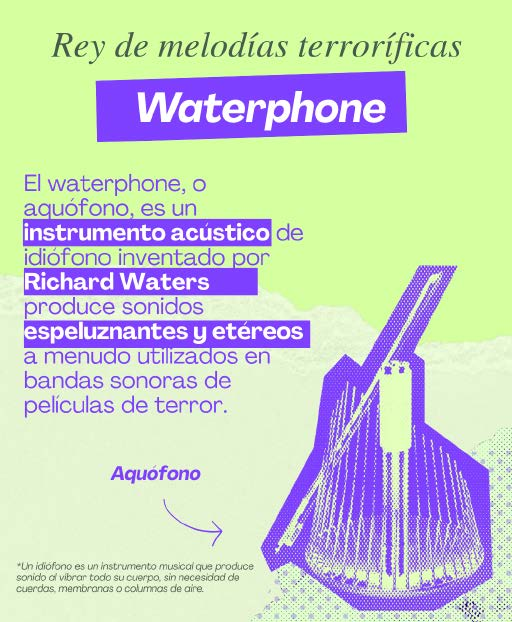 Rey de melodías terroríficas
Waterphone
El waterphone, o
aquófono, es un
instrumento acústico de
idiófono inventado por
Richard Waters
produce sonidos
espeluznantes y etéreos
a menudo utilizados en
bandas sonoras de
películas de terror.
Aquófono
*Un idiófono es un instrumento musical que produce
sonido al vibrar todo su cuerpo, sin necesidad de
cuerdas, membranas o columnas de aire.